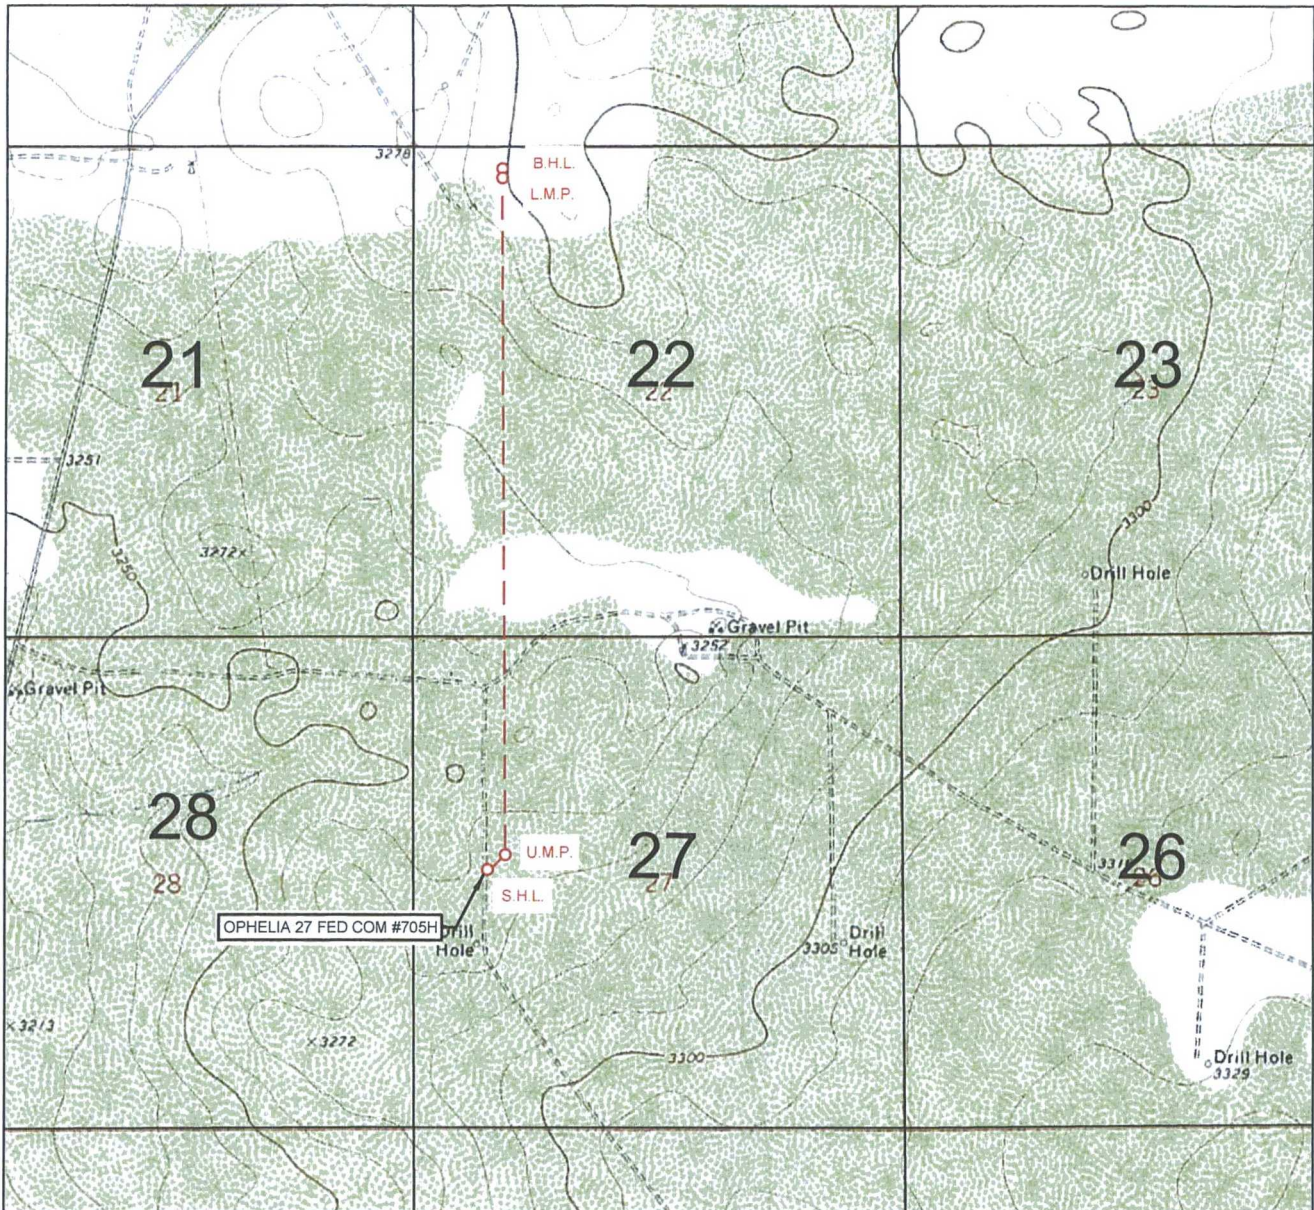 3278
B.H.L.
L.M.P.
21
21
22
22
23
23
3251
3250
3272×
3300
Drill Hole
Gravel Pit
3252
Gravel Pit
28
28
27
27
26
26
U.M.P.
S.H.L.
OPHELIA 27 FED COM #705H
Drill
Hole
3305
Drill
Hole
×3213
×3272
3300
Drill Hole
3329